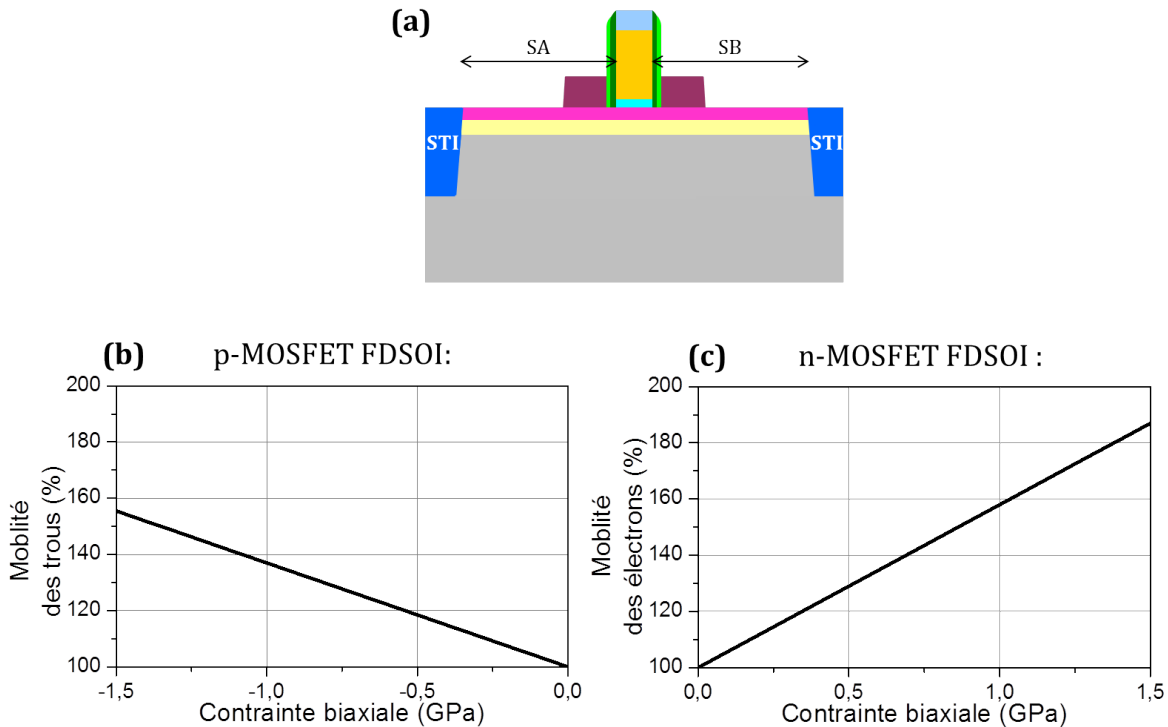 (a)
SA
SB
STI
STI
(b) p-MOSFET FDSOI:
200
180
160
140
120
100
Moblité
des trous (%)
-1,5
-1,0
-0,5
0,0
Contrainte biaxiale (GPa)
(c) n-MOSFET FDSOI :
200
180
160
140
120
100
Moblité
des électrons (%)
0,0
0,5
1,0
1,5
Contrainte biaxiale (GPa)